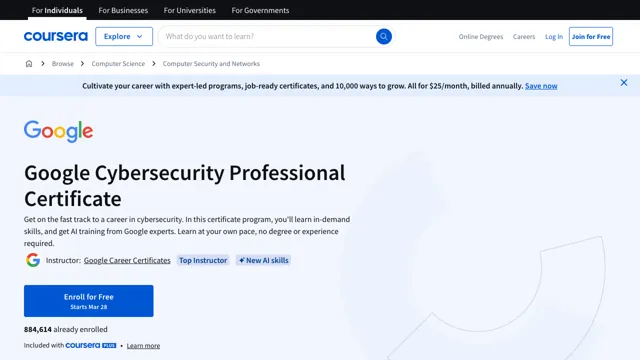 For Individuals For Businesses For Universities For Governments
coursera Explore What do you want to learn? Online Degrees Careers Log In Join for Free
Browse Computer Science Computer Security and Networks
Cultivate your career with expert-led programs, job-ready certificates, and 10,000 ways to grow. All for $25/month, billed annually. Save now
Google
Google Cybersecurity Professional
Certificate
Get on the fast track to a career in cybersecurity. In this certificate program, you'll learn in-demand
skills, and get AI training from Google experts. Learn at your own pace, no degree or experience
required.
Instructor: Google Career Certificates Top Instructor New AI skills
Enroll for Free
Starts Mar 28
884,614 already enrolled
Included with coursera PLUS • Learn more